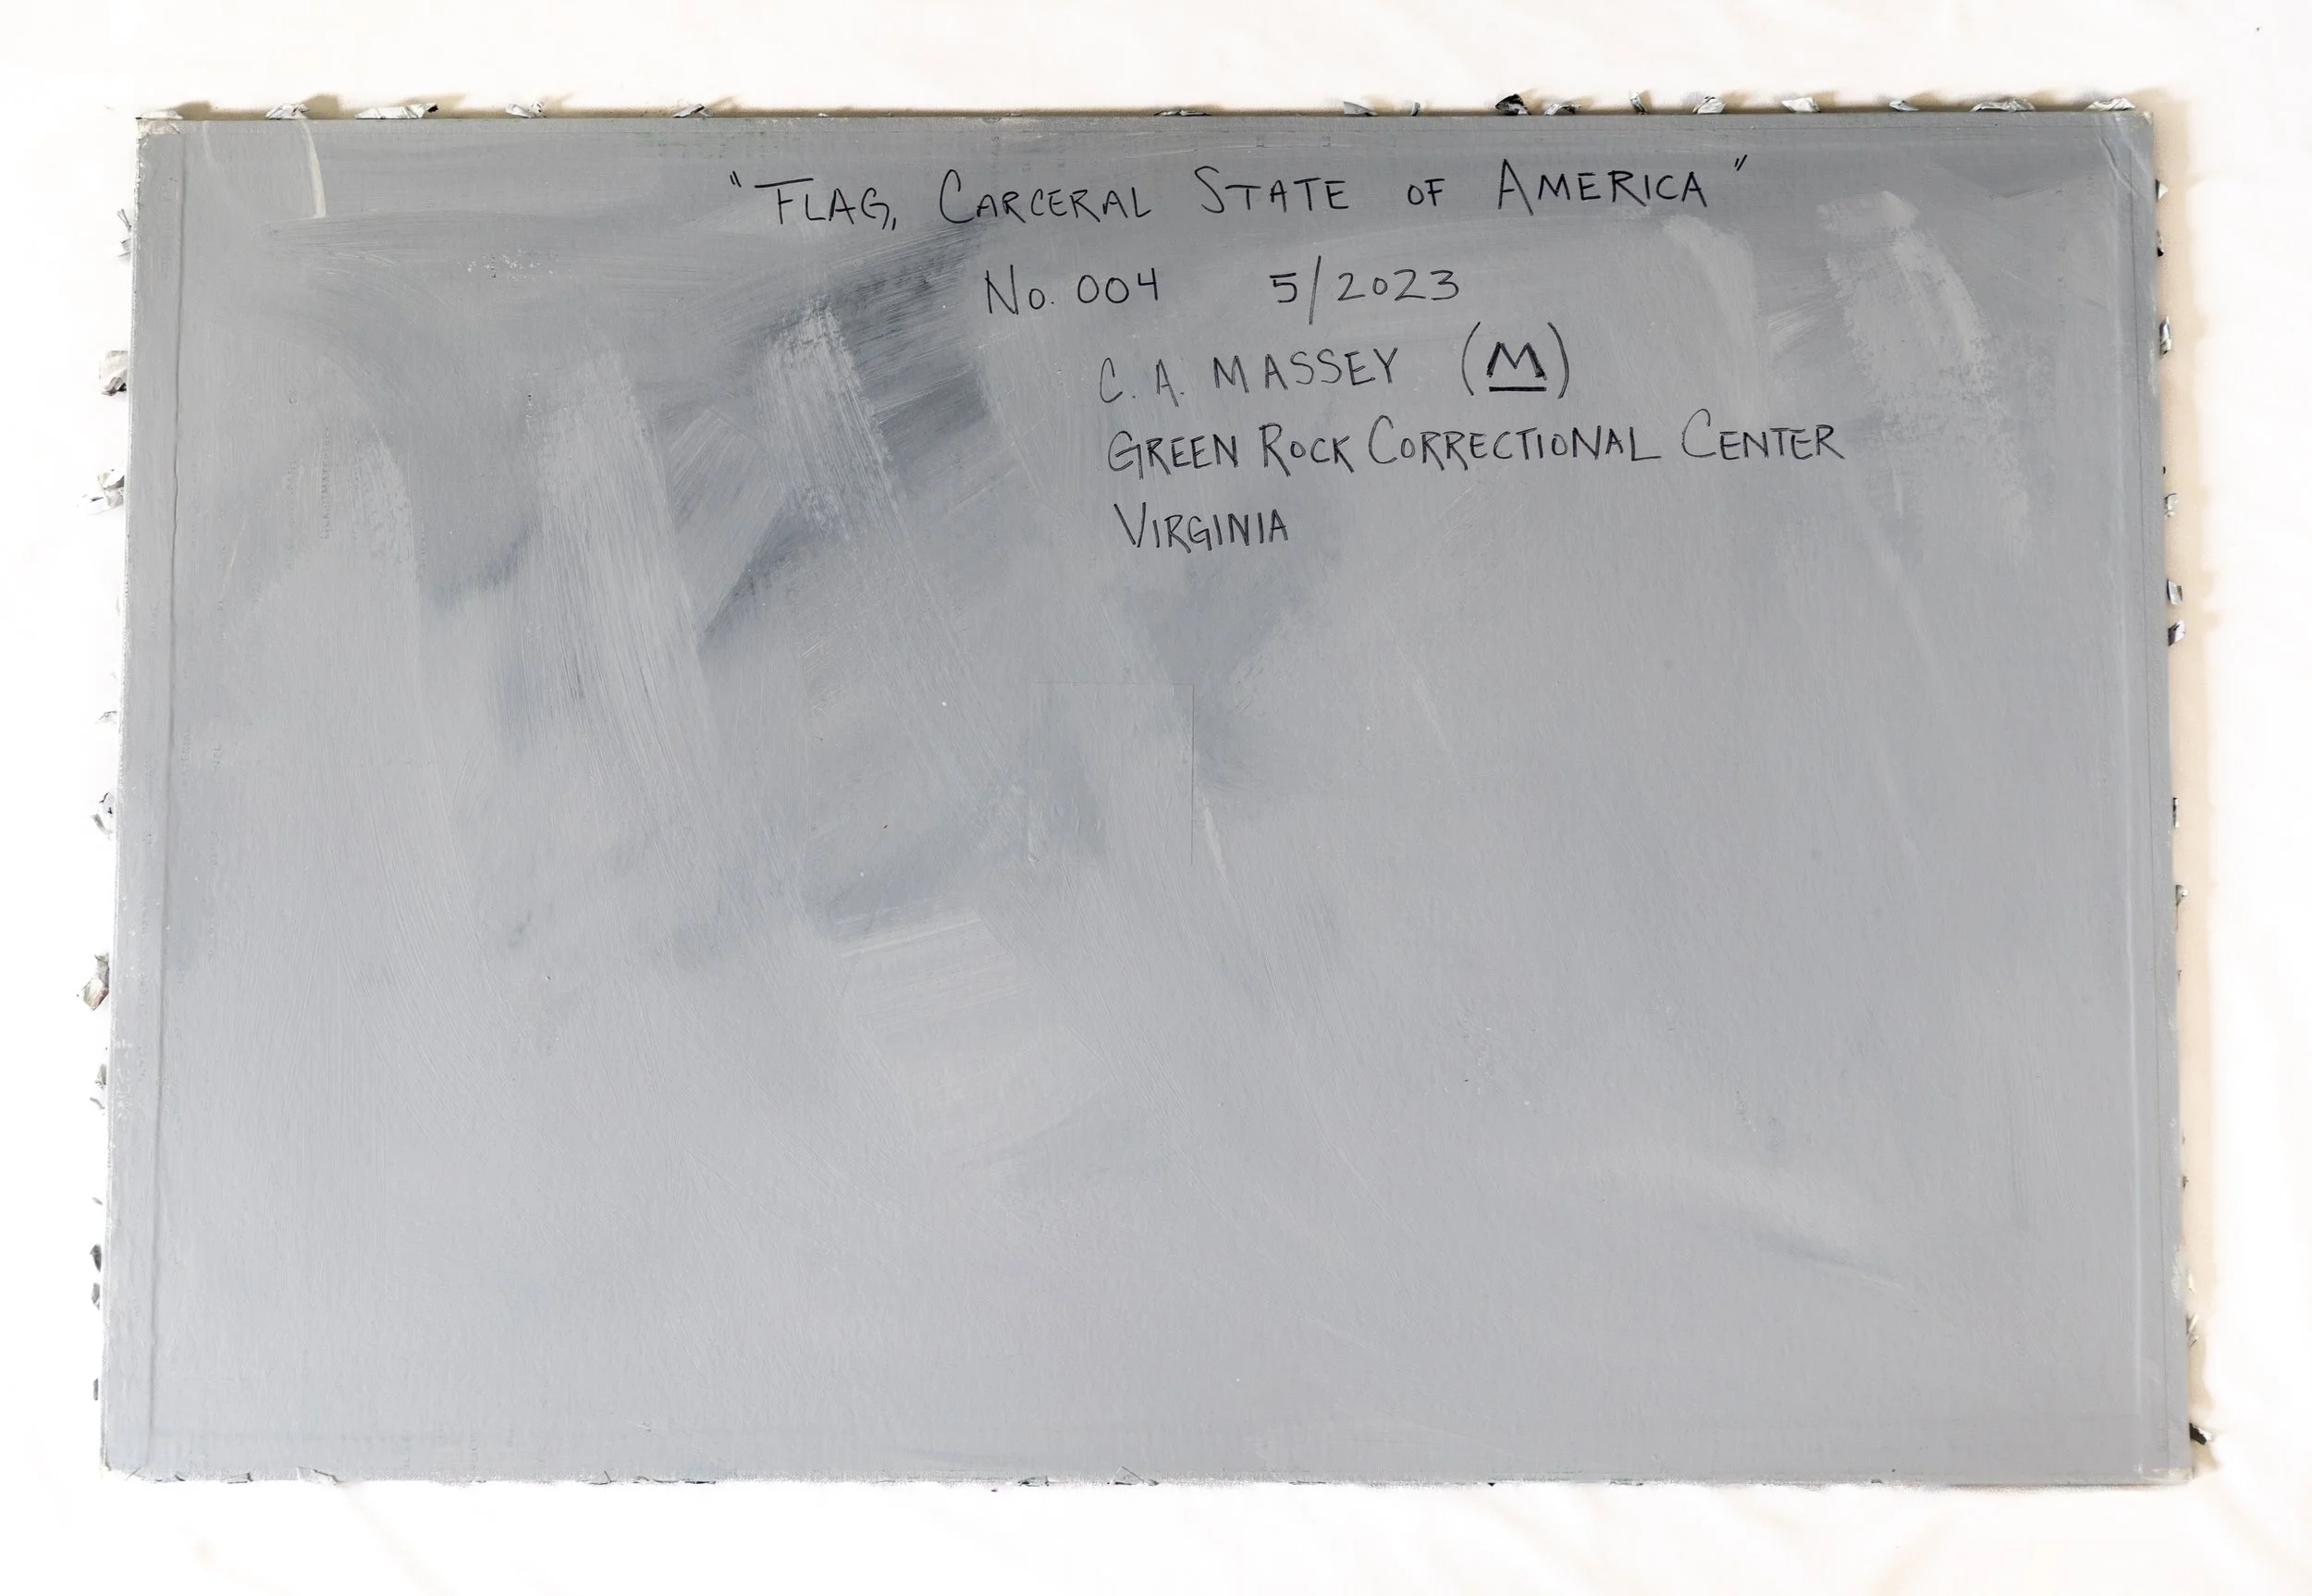 "Flag, Carceral State of America"
No. 004 5/2023
C. A. MASSEY (M)
Green Rock Correctional Center
Virginia